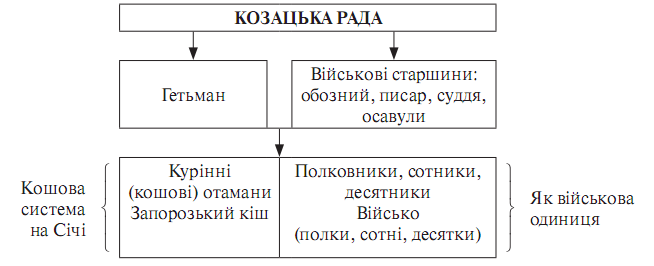 КОЗАЦЬКА РАДА
Гетьман
Військові старшини:
обозний, писар, суддя,
осавули
Кошова
система
на Січі
Курінні
(кошові) отамани
Запорозький кіш
Полковники, сотники,
десятники
Військо
(полки, сотні, десятки)
Як військова
одиниця